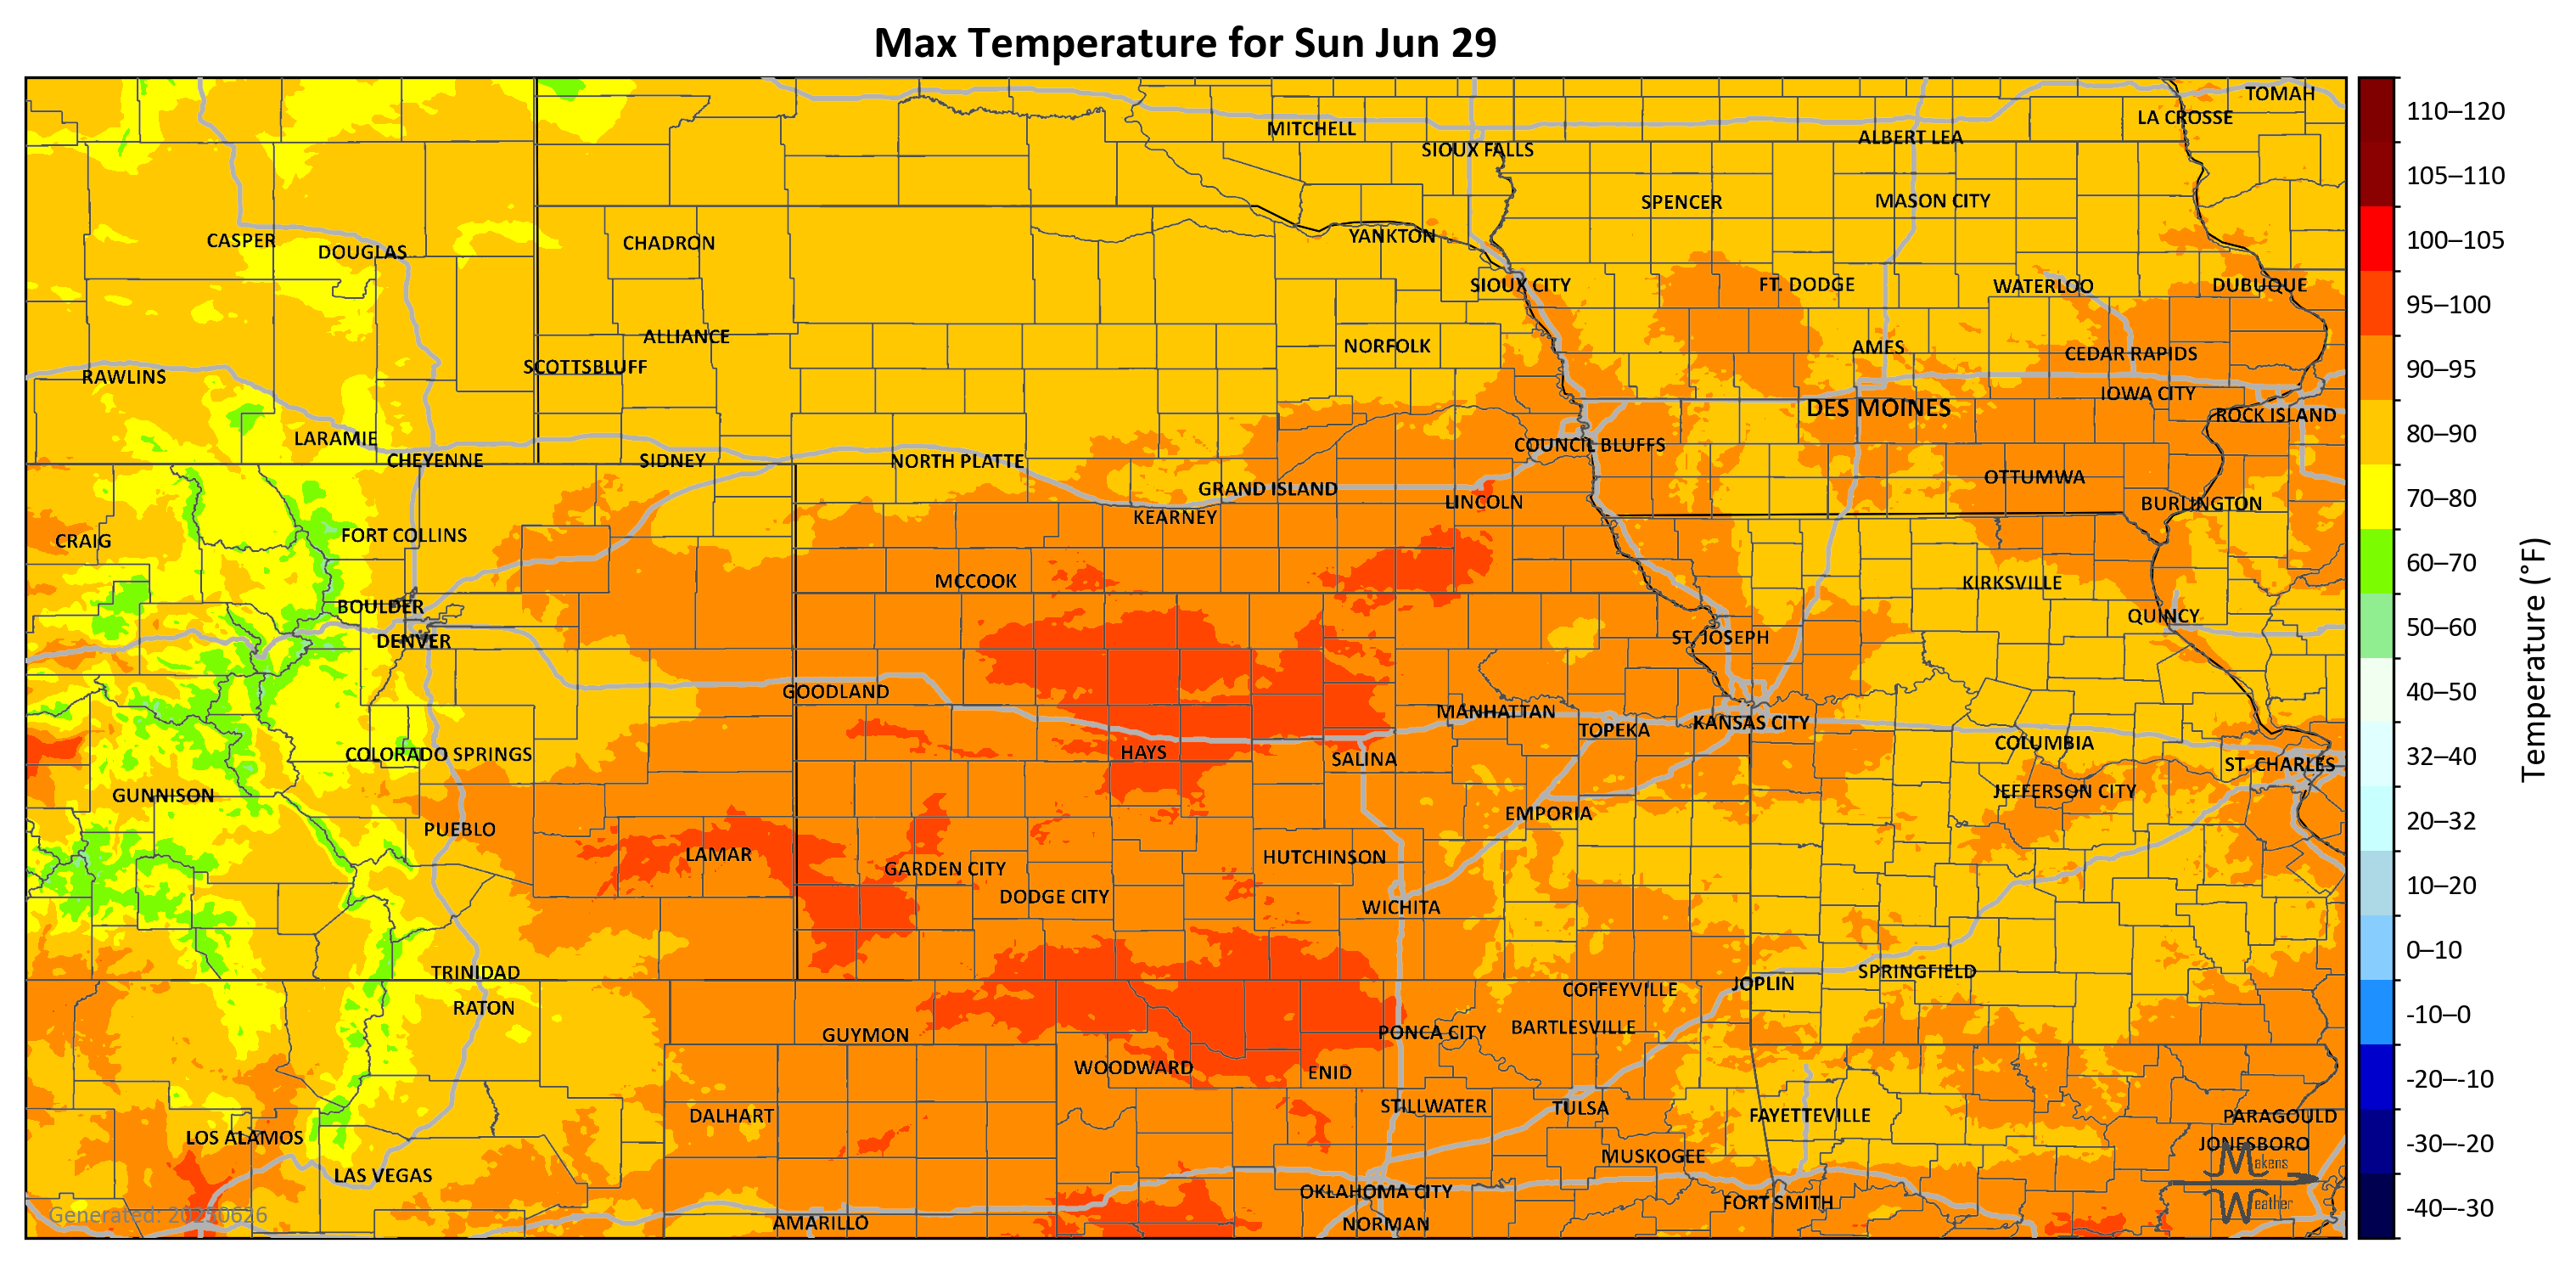 Max Temperature for Sun Jun 29
TOMAH
LA CROSSE
MITCHELL
ALBERT LEA
SIOUX FALLS
SPENCER
MASON CITY
CASPER
DOUGLAS
CHADRON
YANKTON
SIOUX CITY
FT. DODGE
WATERLOO
DUBUQUE
ALLIANCE
NORFOLK
AMES
CEDAR RAPIDS
SCOTTSBLUFF
RAWLINS
IOWA CITY
DES MOINES
ROCK ISLAND
LARAMIE
COUNCIL BLUFFS
CHEYENNE
SIDNEY
NORTH PLATTE
OTTUMWA
GRAND ISLAND
LINCOLN
BURLINGTON
KEARNEY
CRAIG
FORT COLLINS
MCCOOK
KIRKSVILLE
BOULDER
QUINCY
DENVER
ST. JOSEPH
GOODLAND
MANHATTAN
TOPEKA
KANSAS CITY
COLUMBIA
COLORADO SPRINGS
HAYS
SALINA
ST. CHARLES
GUNNISON
JEFFERSON CITY
EMPORIA
PUEBLO
LAMAR
HUTCHINSON
GARDEN CITY
DODGE CITY
WICHITA
TRINIDAD
SPRINGFIELD
JOPLIN
COFFEYVILLE
RATON
GUYMON
PONCA CITY
BARTLESVILLE
WOODWARD
ENID
STILLWATER
TULSA
DALHART
FAYETTEVILLE
PARAGOULD
LOS ALAMOS
JONESBORO
MUSKOGEE
LAS VEGAS
OKLAHOMA CITY
FORT SMITH
AMARILLO
NORMAN
Makens
Weather
Generated: 20250626
110–120
105–110
100–105
95–100
90–95
80–90
70–80
60–70
50–60
40–50
32–40
20–32
10–20
0–10
-10–0
-20–-10
-30–-20
-40–-30
Temperature (°F)